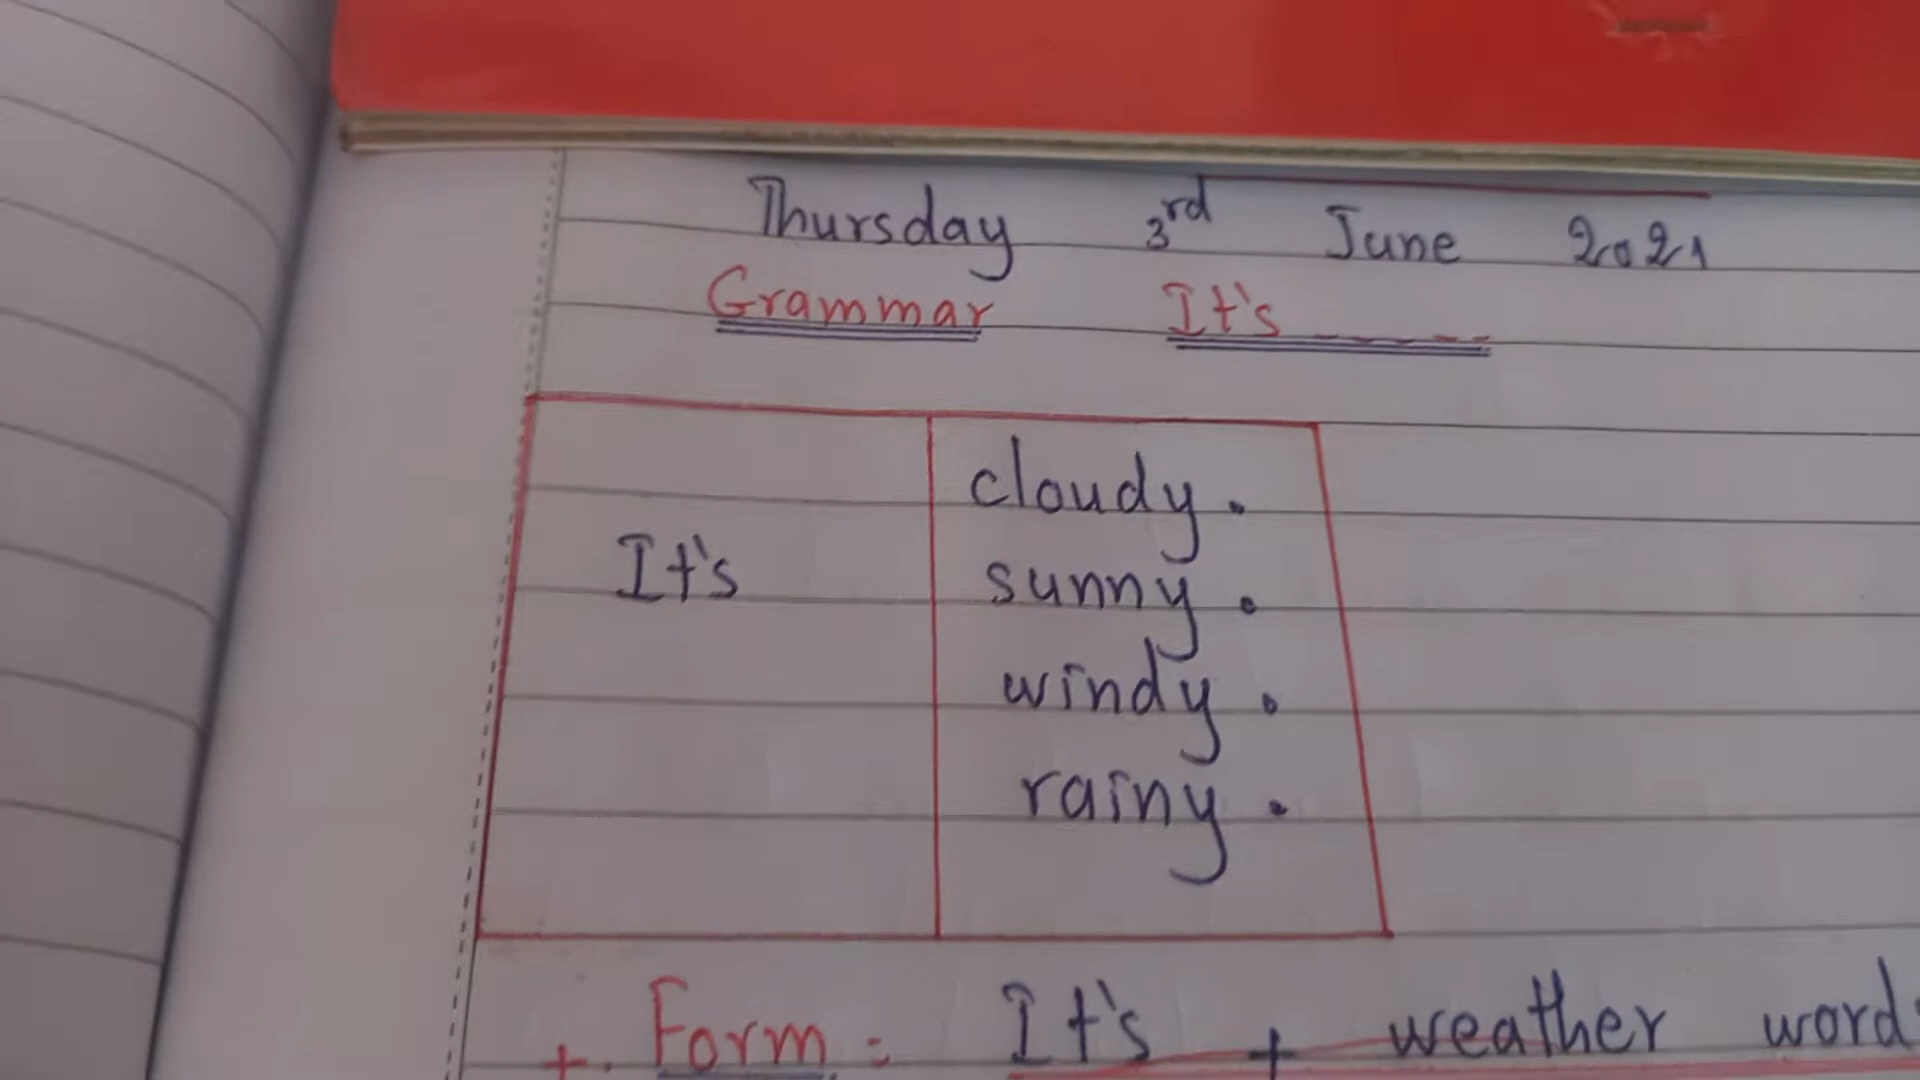 Thursday 3rd June 2021
Grammar It's _ _ _ _ _
It's
cloudy.
sunny.
windy.
rainy.
+. Form: It's + weather word